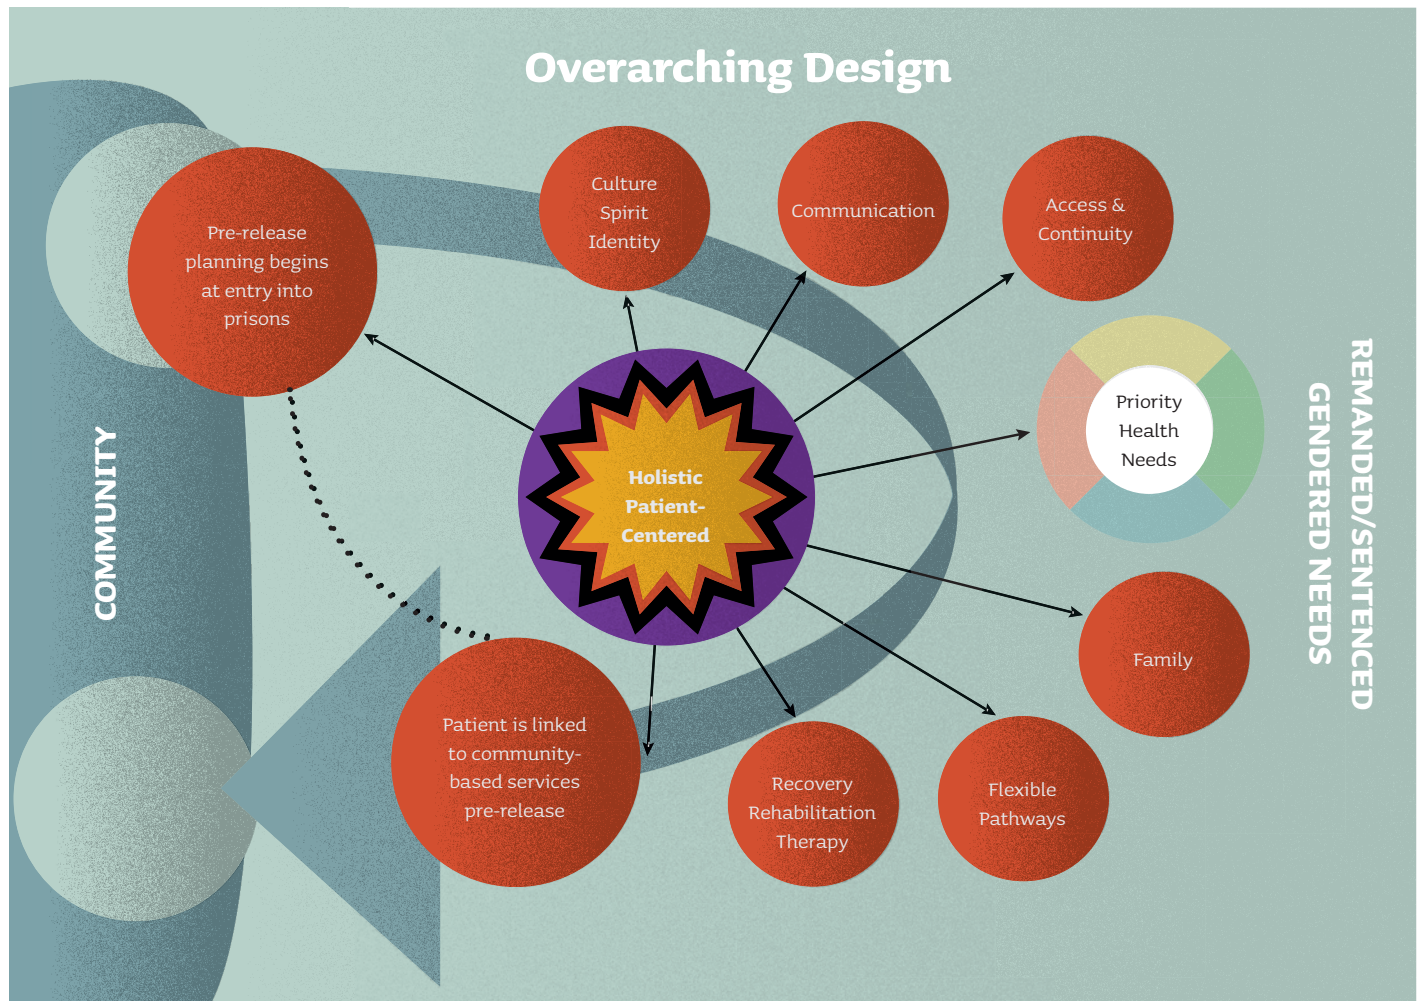 Overarching Design
Pre-release
planning begins
at entry into
prisons
Culture
Spirit
Identity
Communication
Access &
Continuity
Priority
Health
Needs
REMANDED/SENTENCED
GENDERED NEEDS
COMMUNITY
Holistic
Patient-
Centered
Family
Patient is linked
to community-
based services
pre-release
Recovery
Rehabilitation
Therapy
Flexible
Pathways